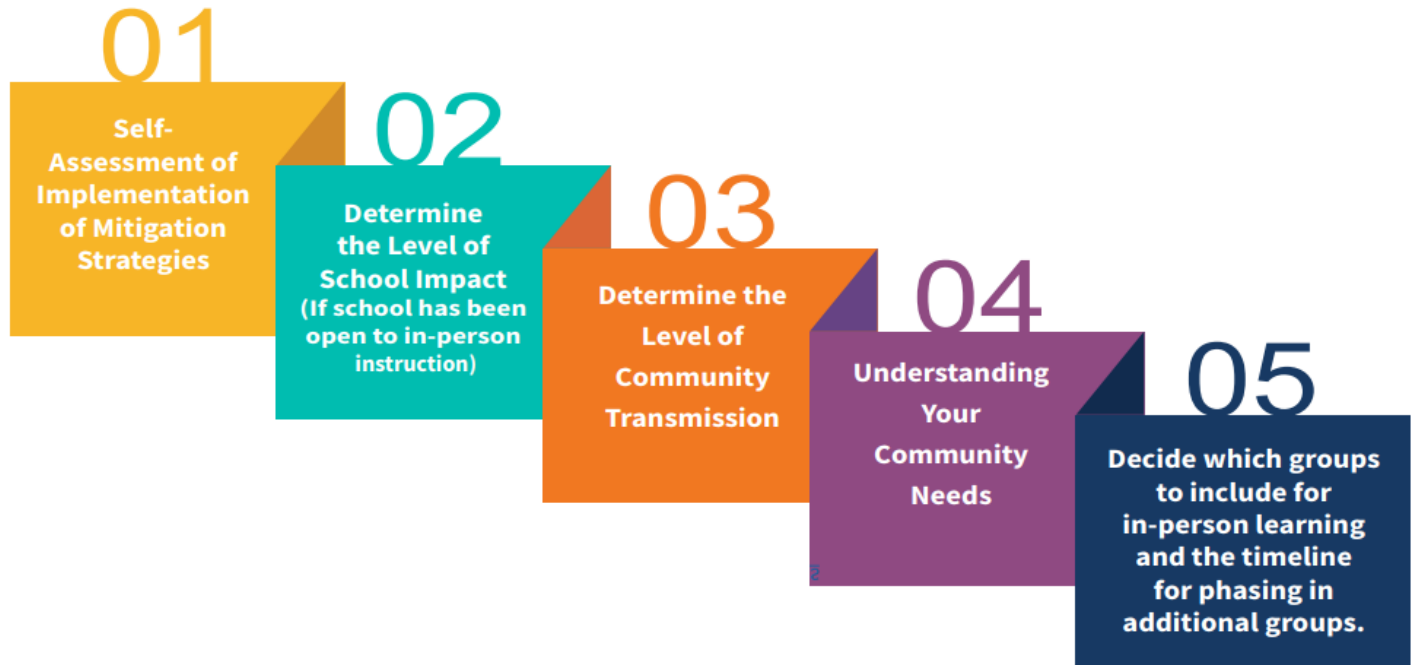 01
Self-
Assessment of
Implementation
of Mitigation
Strategies
02
Determine
the Level of
School Impact
(If school has been
open to in-person
instruction)
03
Determine the
Level of
Community
Transmission
04
Understanding
Your
Community
Needs
05
Decide which groups
to include for
in-person learning
and the timeline
for phasing in
additional groups.